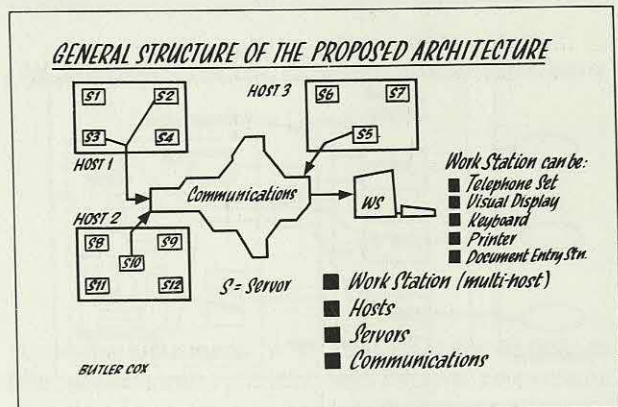 GENERAL STRUCTURE OF THE PROPOSED ARCHITECTURE
S1 S2
S3 S4
HOST 1
HOST 3
S6 S7
S5
Communications
WS
Work Station can be:
Telephone Set
Visual Display
Keyboard
Printer
Document Entry Stn.
HOST 2
S8 S9
S10
S11 S12
S = Servor
Work Station (multi-host)
Hosts
Servors
Communications
BUTLER COX